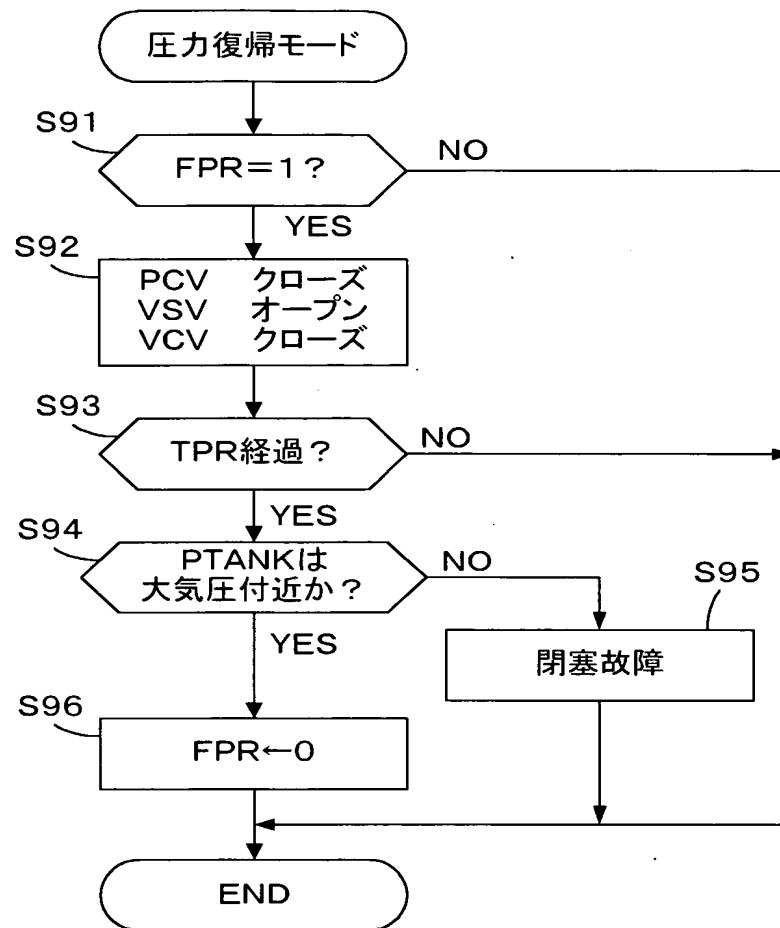 圧力復帰モード
S91
FPR=1?
NO
YES
S92
PCV クローズ
VSV オープン
VCV クローズ
S93
TPR経過?
NO
YES
S94
PTANKは
大気圧付近か?
NO
S95
YES
閉塞故障
S96
FPR←0
END